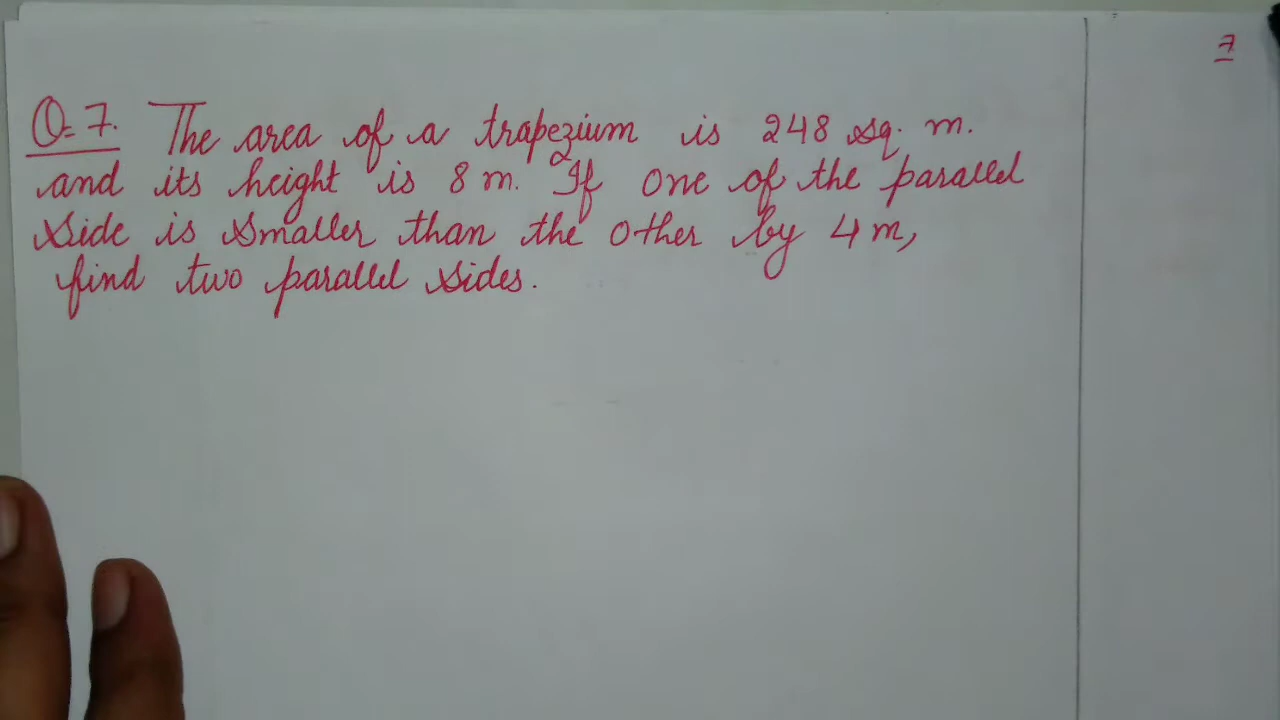 7
Q.7. The area of a trapezium is 248 sq. m.
and its height is 8 m. If one of the parallel
side is smaller than the other by 4 m,
find two parallel sides.